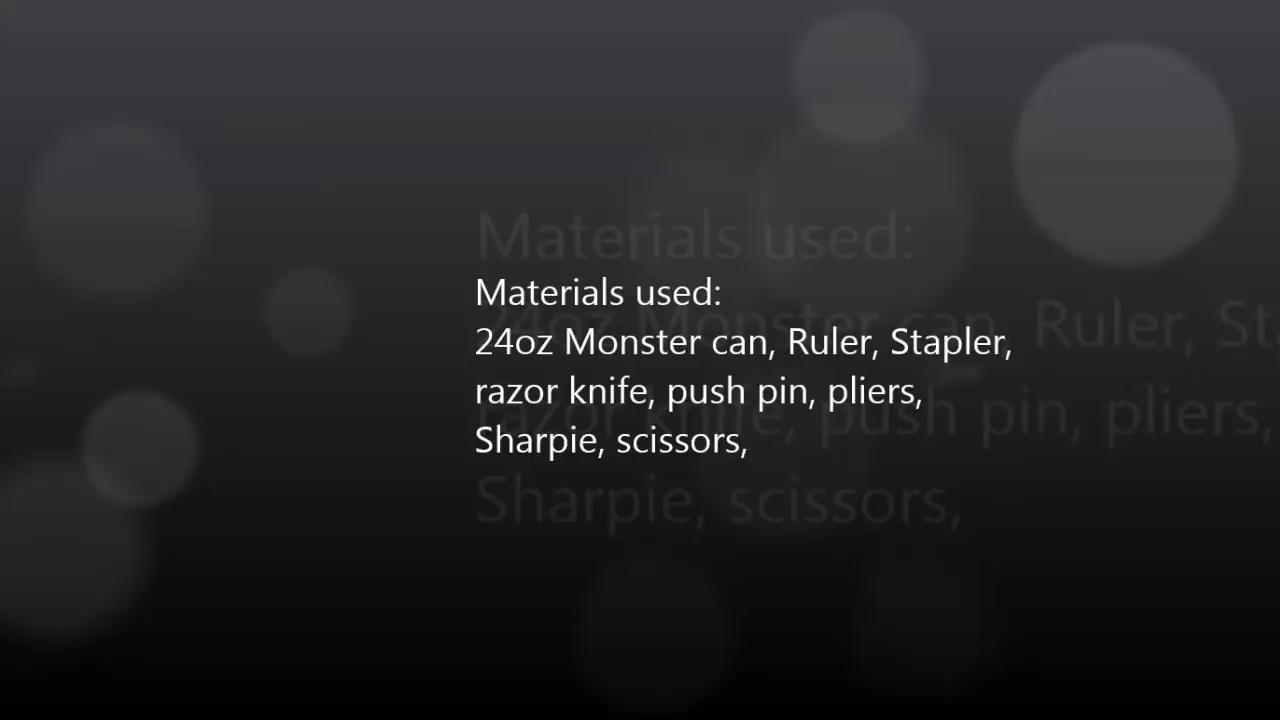 Materials used:
24oz Monster can, Ruler, Stapler,
razor knife, push pin, pliers,
Sharpie, scissors,